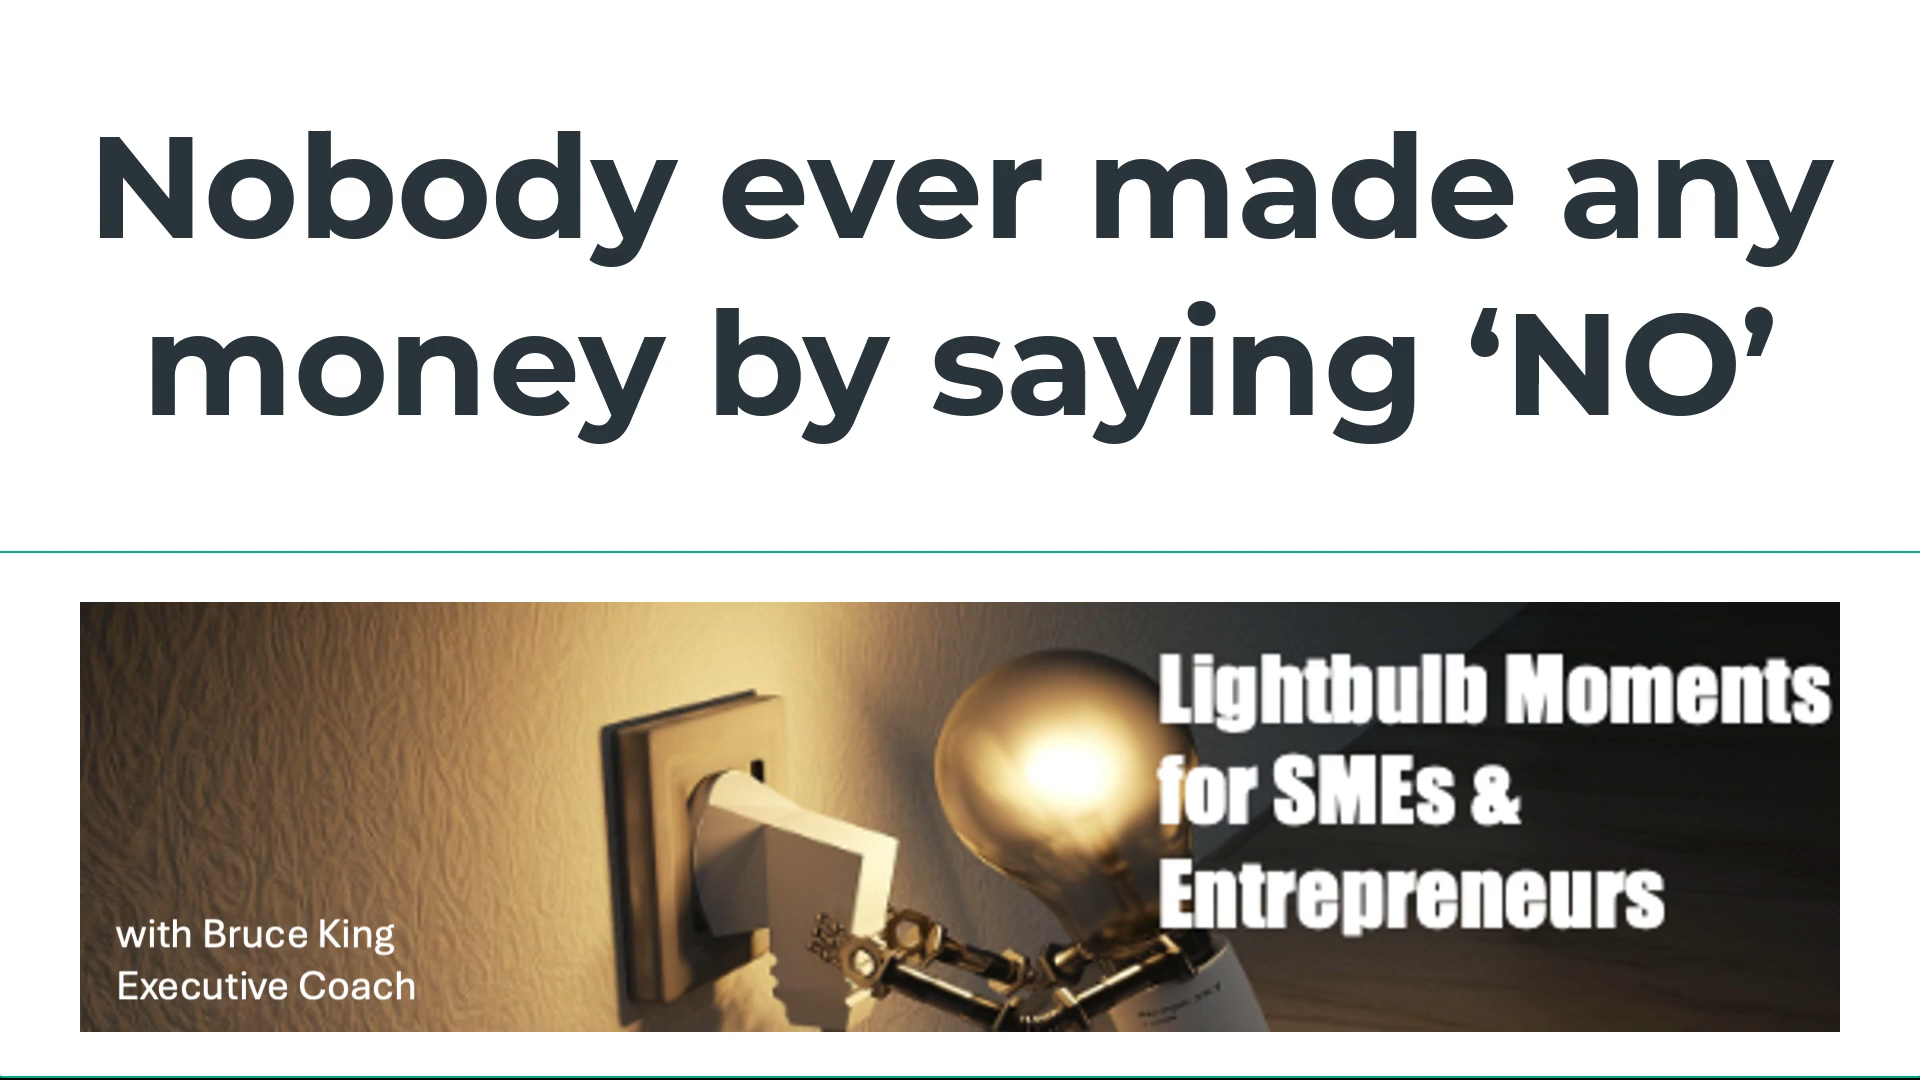 Nobody ever made any
money by saying ‘NO’
Lightbulb Moments
for SMEs &
Entrepreneurs
with Bruce King
Executive Coach